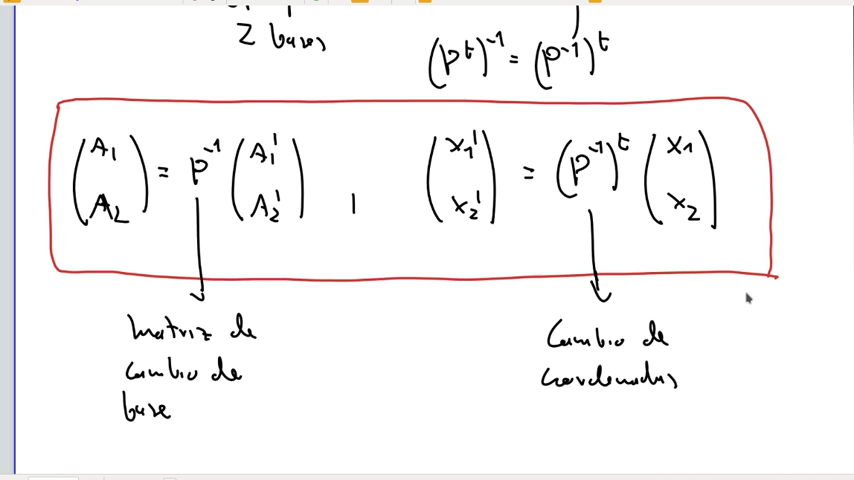 2 bases
(P^t)^-1 = (P^-1)^t
(A1 A2) = P^-1 (A1' A2') , (x1' x2') = (P^-1)^t (x1 x2)
Matriz de
cambio de
base
Cambio de
coordenadas